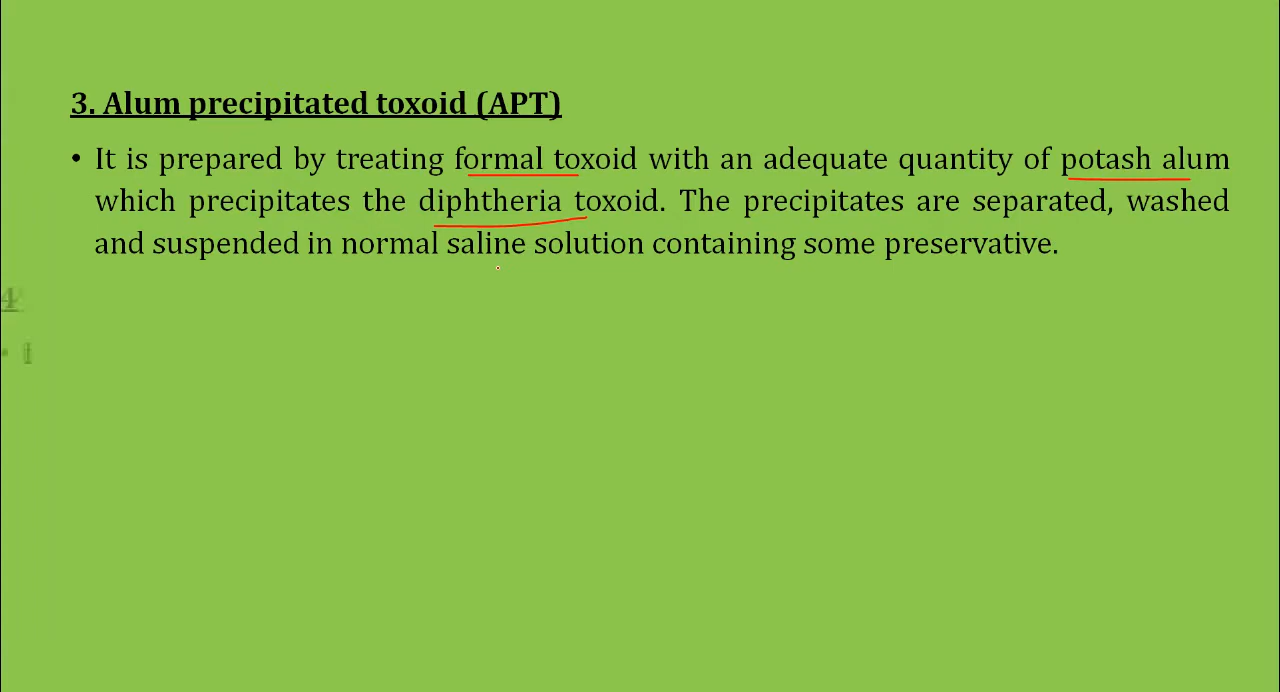 3. Alum precipitated toxoid (APT)
• It is prepared by treating formal toxoid with an adequate quantity of potash alum
which precipitates the diphtheria toxoid. The precipitates are separated, washed
and suspended in normal saline solution containing some preservative.
4